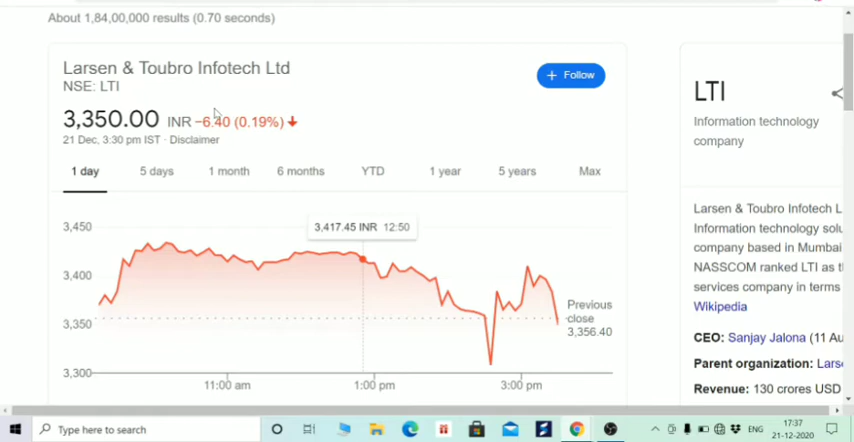 About 1,84,00,000 results (0.70 seconds)
Larsen & Toubro Infotech Ltd
NSE: LTI
Follow
3,350.00 INR −6.40 (0.19%)
21 Dec, 3:30 pm IST · Disclaimer
1 day 5 days 1 month 6 months YTD 1 year 5 years Max
3,417.45 INR 12:50
3,450
3,400
3,350
3,300
Previous
close
3,356.40
11:00 am 1:00 pm 3:00 pm
LTI
Information technology
company
Larsen & Toubro Infotech L
Information technology solu
company based in Mumbai
NASSCOM ranked LTI as t
services company in terms
Wikipedia
CEO: Sanjay Jalona (11 Au
Parent organization: Lars
Revenue: 130 crores USD
Type here to search
ENG
17:37
21-12-2020